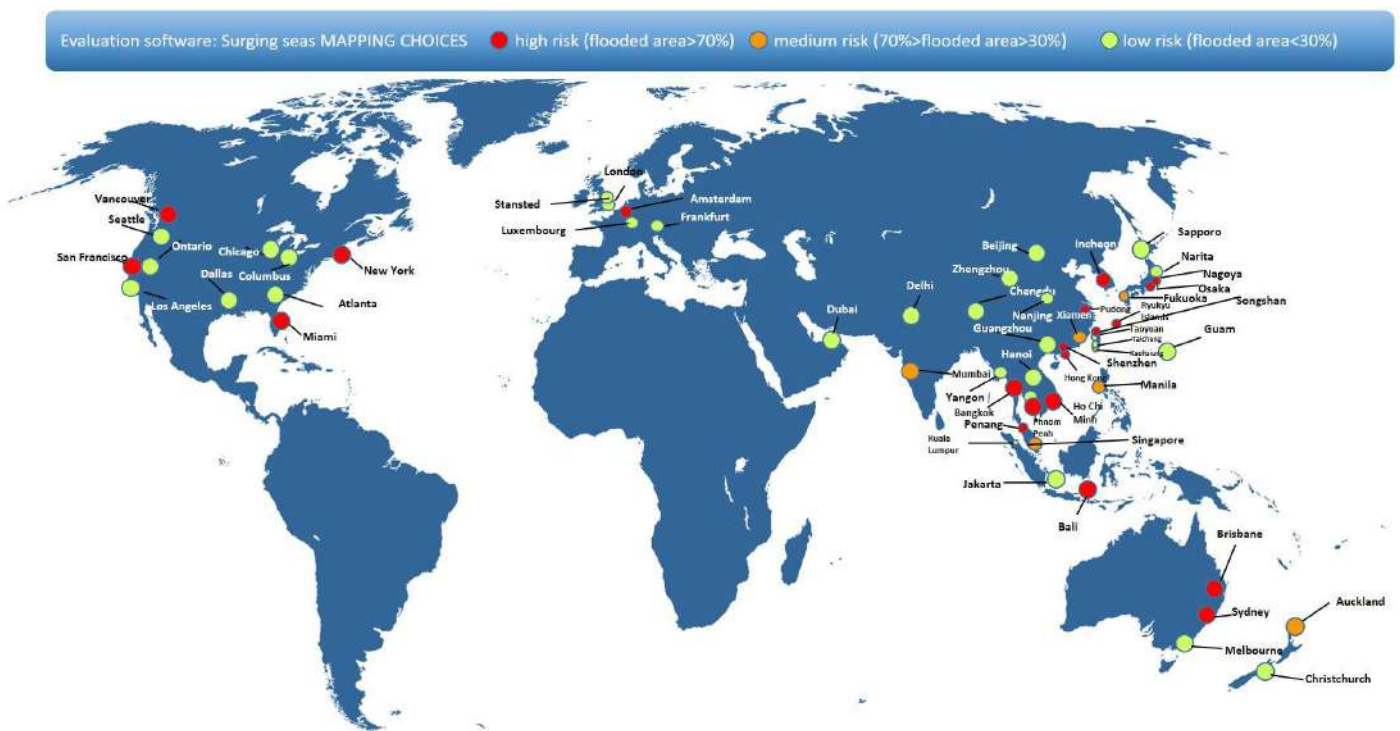 Evaluation software: Surging seas MAPPING CHOICES
high risk (flooded area>70%)
medium risk (70%>flooded area>30%)
low risk (flooded area<30%)
Vancouver
Seattle
San Francisco
Ontario
Los Angeles
Dallas
Chicago
Columbus
Atlanta
Miami
New York
London
Stansted
Amsterdam
Luxembourg
Frankfurt
Dubai
Delhi
Mumbai
Beijing
Zhengzhou
Chengdu
Nanjing
Guangzhou
Xiamen
Pudong
Incheon
Sapporo
Narita
Nagoya
Osaka
Fukuoka
Songshan
Ryukyu
Islands
Taoyuan
Taichung
Kaohsiung
Guam
Shenzhen
Hong Kong
Hanoi
Yangon
Bangkok
Penang
Manila
Ho Chi
Minh
Phnom
Penh
Kuala
Lumpur
Singapore
Jakarta
Bali
Brisbane
Sydney
Melbourne
Auckland
Christchurch